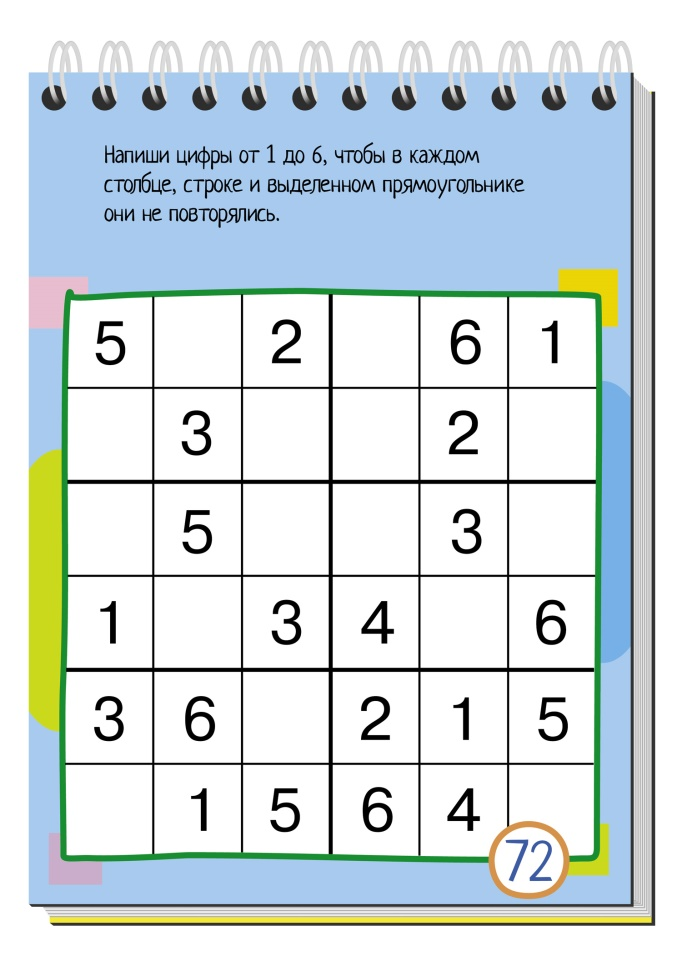 Напиши цифры от 1 до 6, чтобы в каждом
столбце, строке и выделенном прямоугольнике
они не повторялись.
5 2 6 1
3 2
5 3
1 3 4 6
3 6 2 1 5
1 5 6 4
72